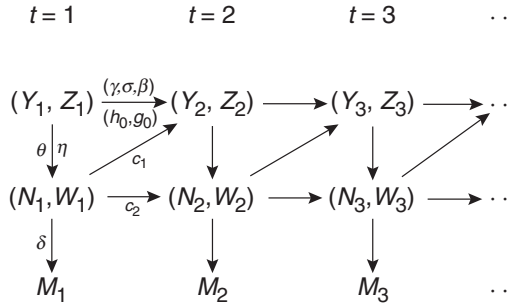 t = 1 t = 2 t = 3 ··
(γ,σ,β)
(Y₁, Z₁) (Y₂, Z₂) (Y₃, Z₃) ··
(h₀,g₀)
θ η c₁
(N₁,W₁) (N₂,W₂) (N₃,W₃) ··
c₂
δ
M₁ M₂ M₃ ··